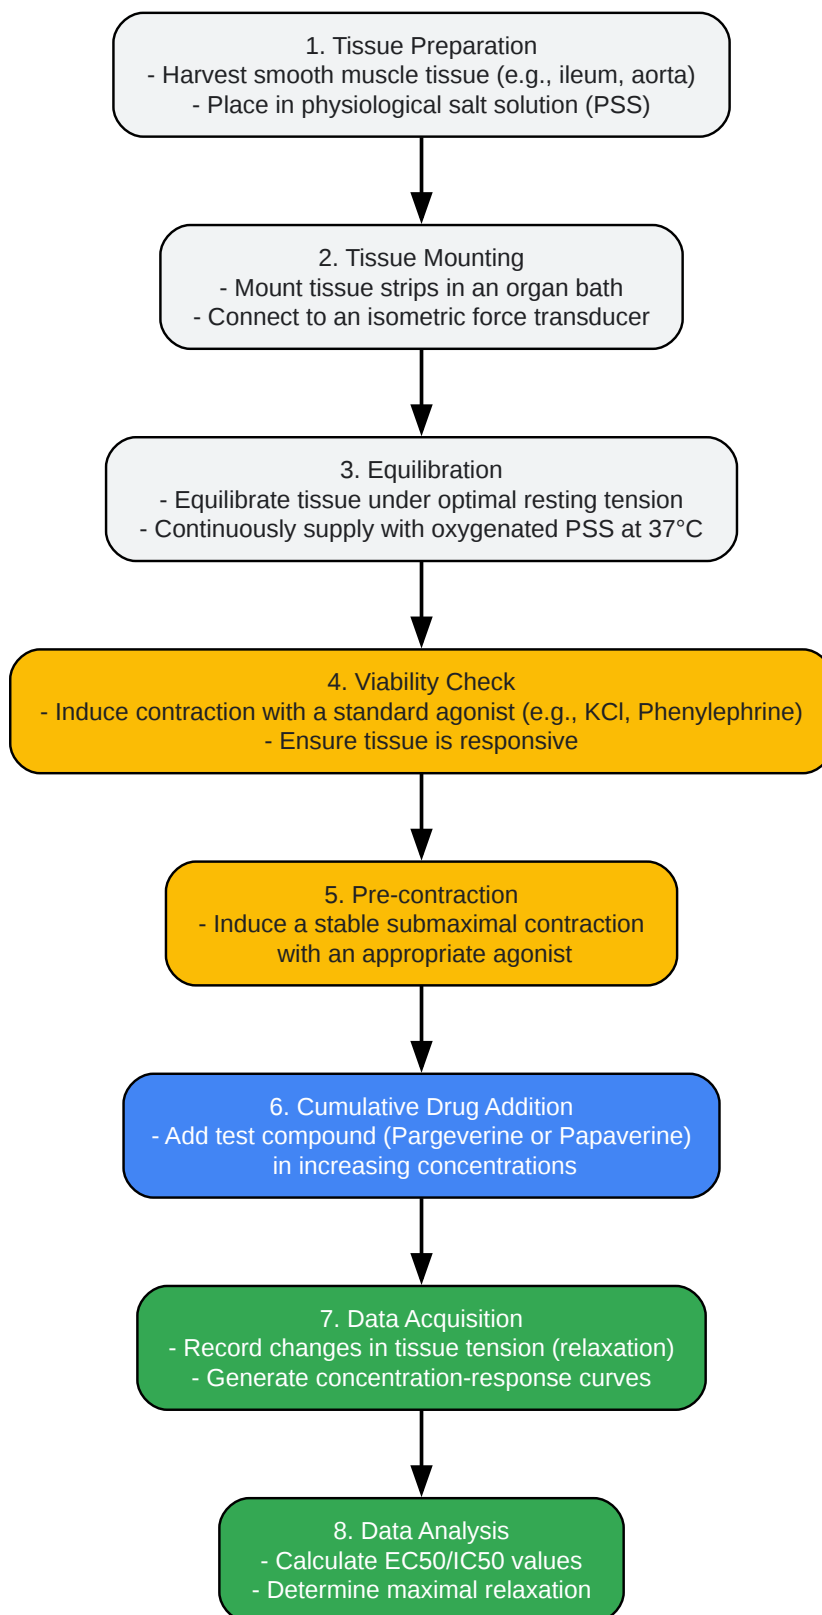 1. Tissue Preparation
- Harvest smooth muscle tissue (e.g., ileum, aorta)
- Place in physiological salt solution (PSS)
2. Tissue Mounting
- Mount tissue strips in an organ bath
- Connect to an isometric force transducer
3. Equilibration
- Equilibrate tissue under optimal resting tension
- Continuously supply with oxygenated PSS at 37°C
4. Viability Check
- Induce contraction with a standard agonist (e.g., KCl, Phenylephrine)
- Ensure tissue is responsive
5. Pre-contraction
- Induce a stable submaximal contraction
with an appropriate agonist
6. Cumulative Drug Addition
- Add test compound (Pargeverine or Papaverine)
in increasing concentrations
7. Data Acquisition
- Record changes in tissue tension (relaxation)
- Generate concentration-response curves
8. Data Analysis
- Calculate EC50/IC50 values
- Determine maximal relaxation